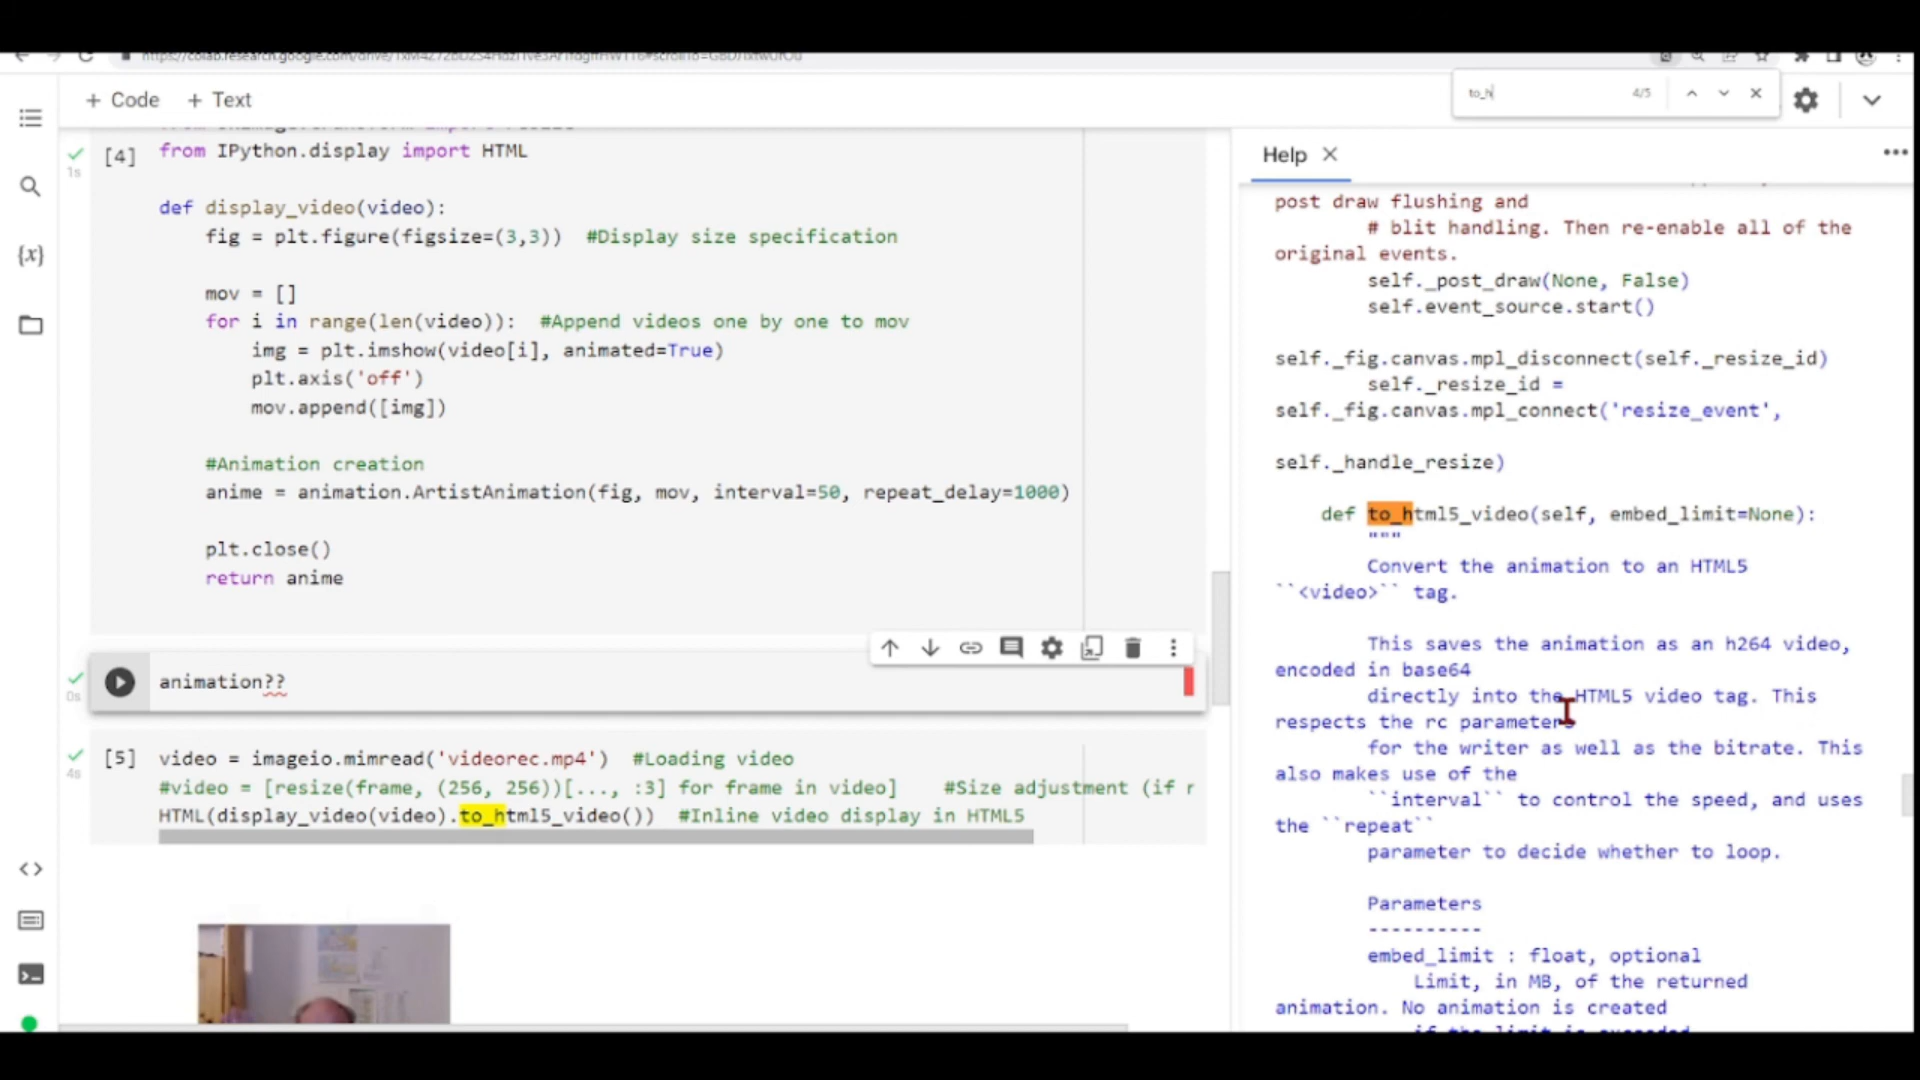 + Code + Text
to_h 4/5
[4] from IPython.display import HTML
1s
def display_video(video):
fig = plt.figure(figsize=(3,3)) #Display size specification
mov = []
for i in range(len(video)): #Append videos one by one to mov
img = plt.imshow(video[i], animated=True)
plt.axis('off')
mov.append([img])
#Animation creation
anime = animation.ArtistAnimation(fig, mov, interval=50, repeat_delay=1000)
plt.close()
return anime
animation??
0s
[5] video = imageio.mimread('videorec.mp4') #Loading video
4s
#video = [resize(frame, (256, 256))[..., :3] for frame in video] #Size adjustment (if r
HTML(display_video(video).to_html5_video()) #Inline video display in HTML5
{x}
Help
post draw flushing and
# blit handling. Then re-enable all of the
original events.
self._post_draw(None, False)
self.event_source.start()
self._fig.canvas.mpl_disconnect(self._resize_id)
self._resize_id =
self._fig.canvas.mpl_connect('resize_event',
self._handle_resize)
def to_html5_video(self, embed_limit=None):
"""
Convert the animation to an HTML5
``<video>`` tag.
This saves the animation as an h264 video,
encoded in base64
directly into the HTML5 video tag. This
respects the rc parameters
for the writer as well as the bitrate. This
also makes use of the
``interval`` to control the speed, and uses
the ``repeat``
parameter to decide whether to loop.
Parameters
----------
embed_limit : float, optional
Limit, in MB, of the returned
animation. No animation is created
if the limit is exceeded